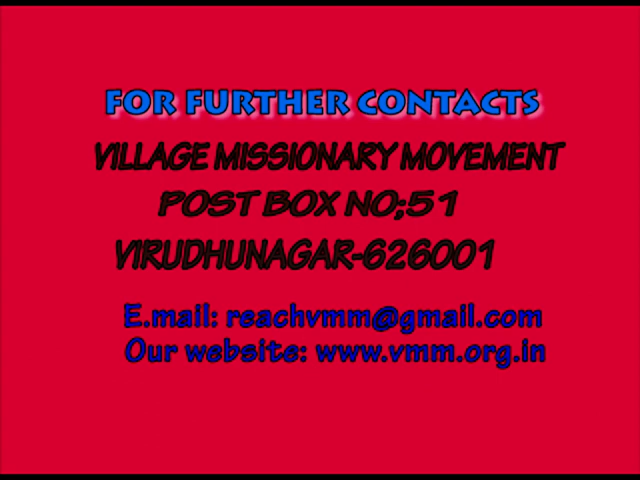 FOR FURTHER CONTACTS
VILLAGE MISSIONARY MOVEMENT
POST BOX NO;51
VIRUDHUNAGAR-626001
E.mail: reachvmm@gmail.com
Our website: www.vmm.org.in